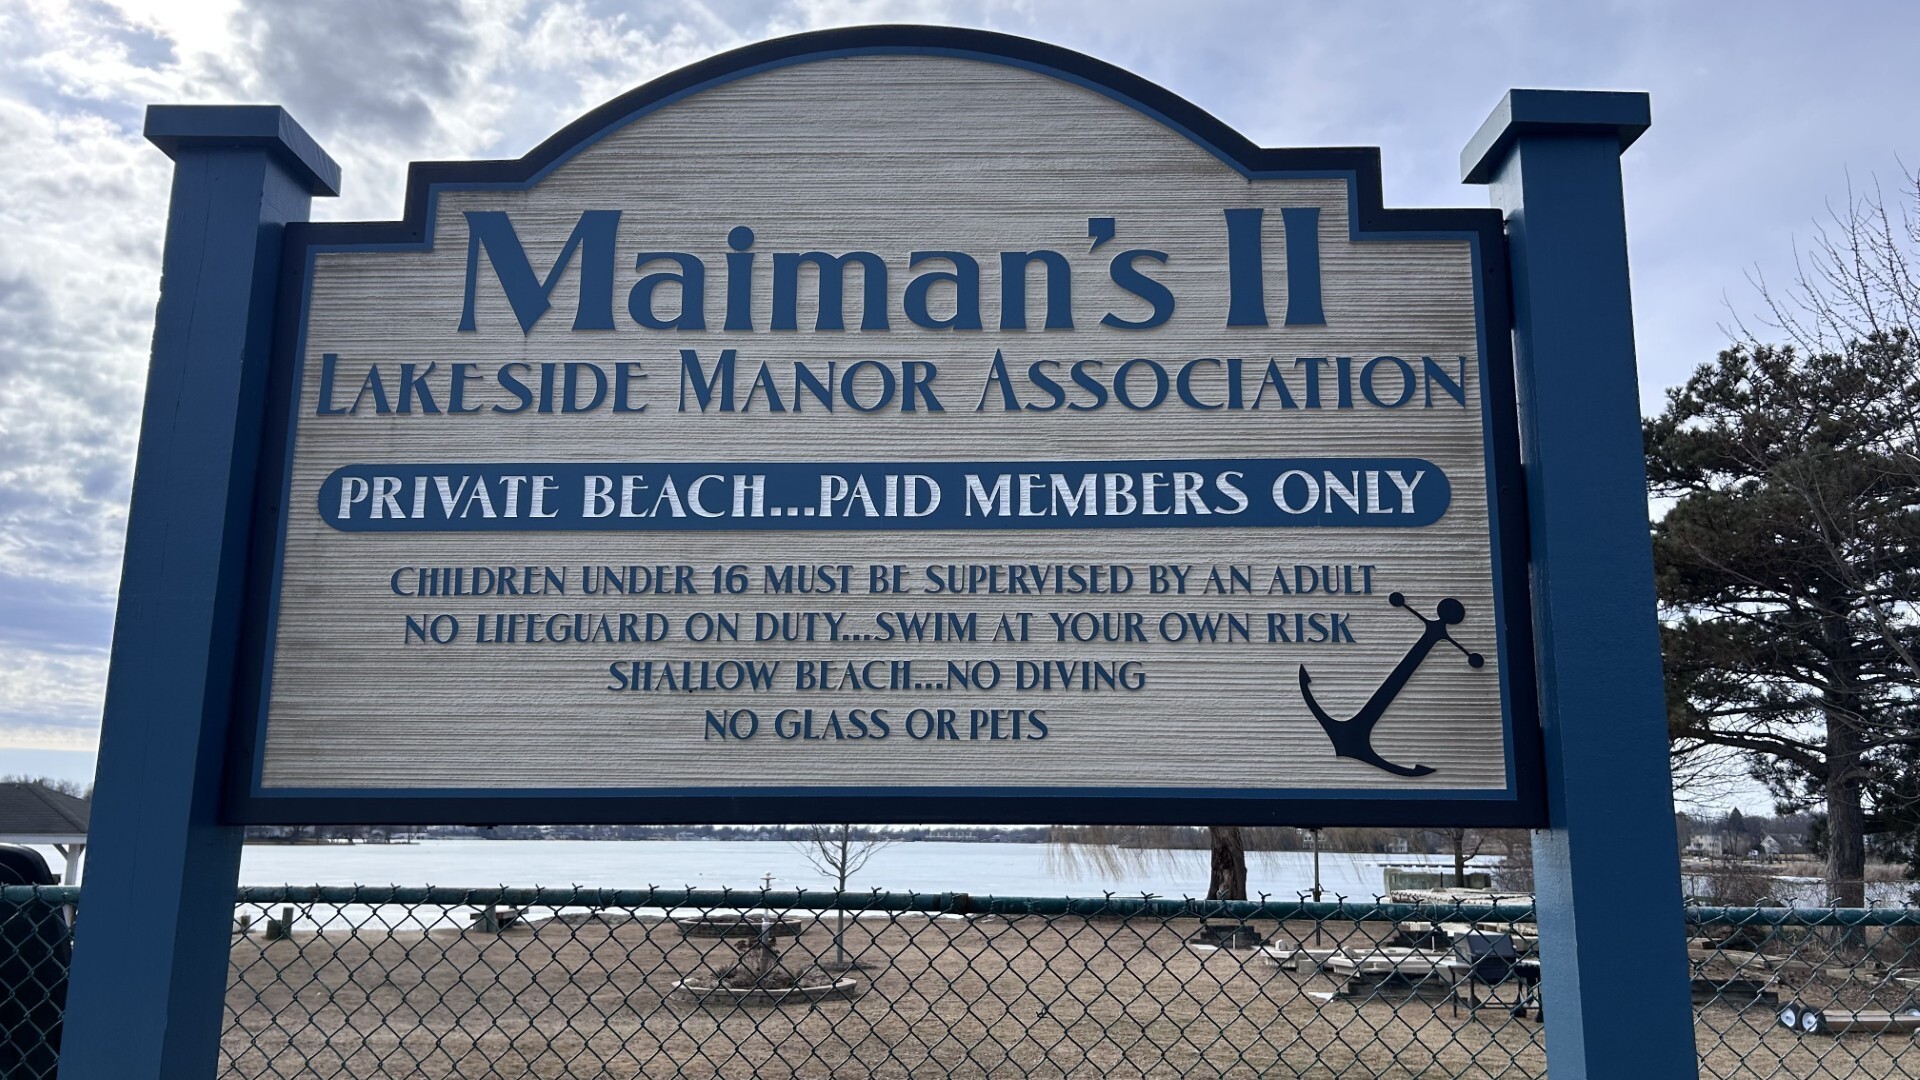 Maiman's II
LAKESIDE MANOR ASSOCIATION
PRIVATE BEACH...PAID MEMBERS ONLY
CHILDREN UNDER 16 MUST BE SUPERVISED BY AN ADULT
NO LIFEGUARD ON DUTY...SWIM AT YOUR OWN RISK
SHALLOW BEACH...NO DIVING
NO GLASS OR PETS